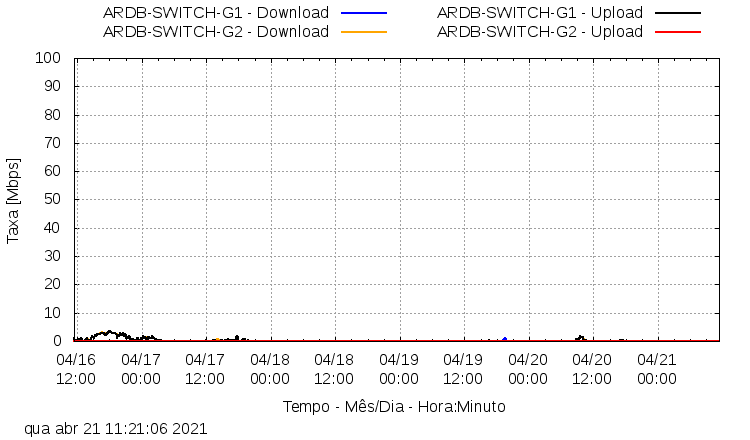 ARDB-SWITCH-G1 - Download ARDB-SWITCH-G1 - Upload
ARDB-SWITCH-G2 - Download ARDB-SWITCH-G2 - Upload
Taxa [Mbps]
100
90
80
70
60
50
40
30
20
10
0
04/16 04/17 04/17 04/18 04/18 04/19 04/19 04/20 04/20 04/21
12:00 00:00 12:00 00:00 12:00 00:00 12:00 00:00 12:00 00:00
Tempo - Mês/Dia - Hora:Minuto
qua abr 21 11:21:06 2021